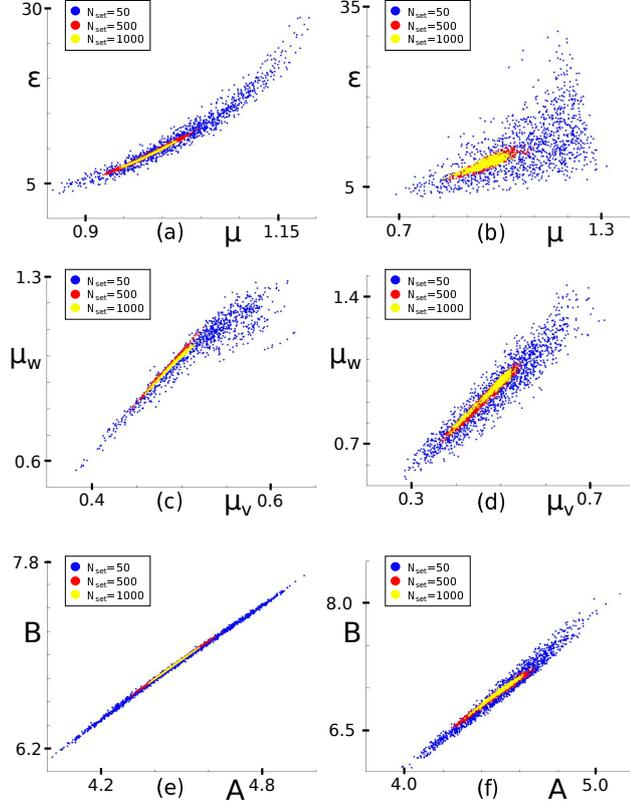 30
N_set=50
N_set=500
N_set=1000
ε
5
0.9
(a)
μ
1.15
35
N_set=50
N_set=500
N_set=1000
ε
5
0.7
(b)
μ
1.3
1.3
N_set=50
N_set=500
N_set=1000
μ_w
0.6
0.4
(c)
μ_v
0.6
1.4
N_set=50
N_set=500
N_set=1000
μ_w
0.7
0.3
(d)
μ_v
0.7
7.8
N_set=50
N_set=500
N_set=1000
B
6.2
4.2
(e)
A
4.8
8.0
N_set=50
N_set=500
N_set=1000
B
6.5
4.0
(f)
A
5.0